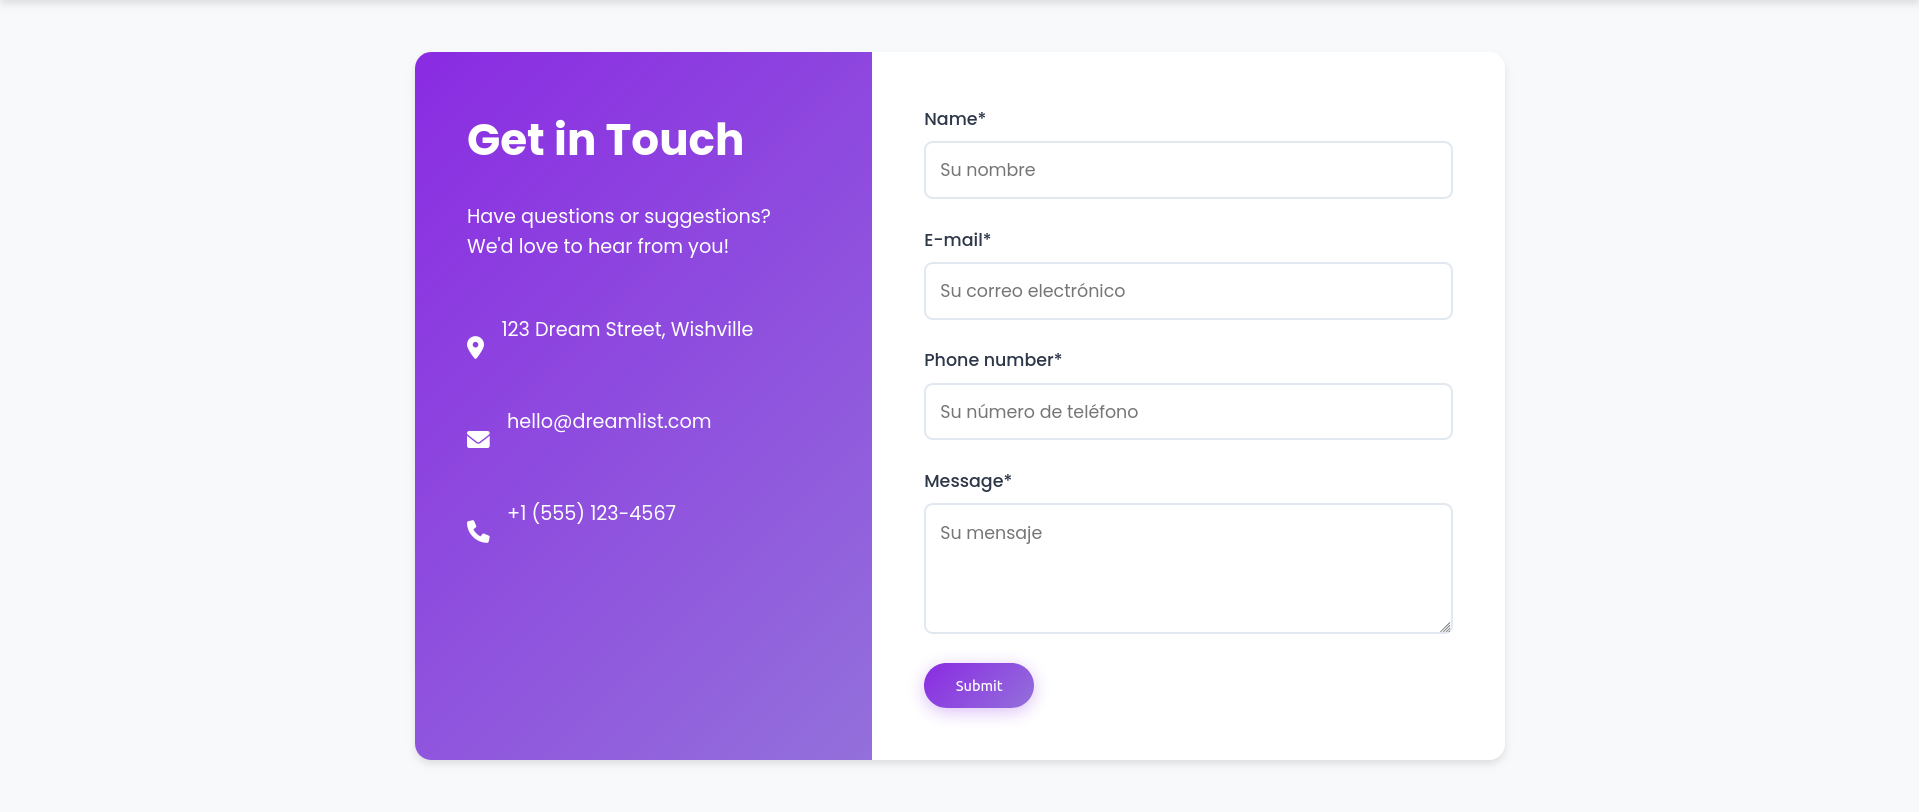 Get in Touch
Have questions or suggestions?
We'd love to hear from you!
123 Dream Street, Wishville
hello@dreamlist.com
+1 (555) 123-4567
Name*
Su nombre
E-mail*
Su correo electrónico
Phone number*
Su número de teléfono
Message*
Su mensaje
Submit